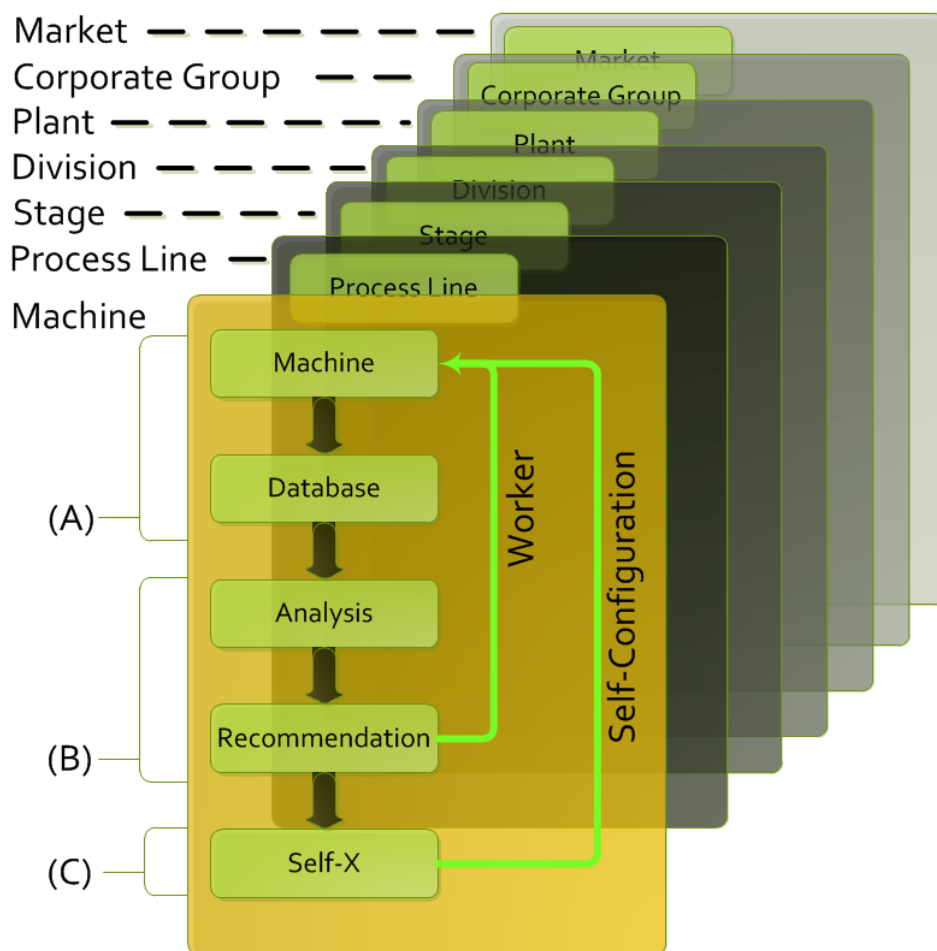 Market
Corporate Group
Plant
Division
Stage
Process Line
Machine
Market
Corporate Group
Plant
Division
Stage
Process Line
Machine
Database
Analysis
Recommendation
Self-X
Worker
Self-Configuration
(A)
(B)
(C)